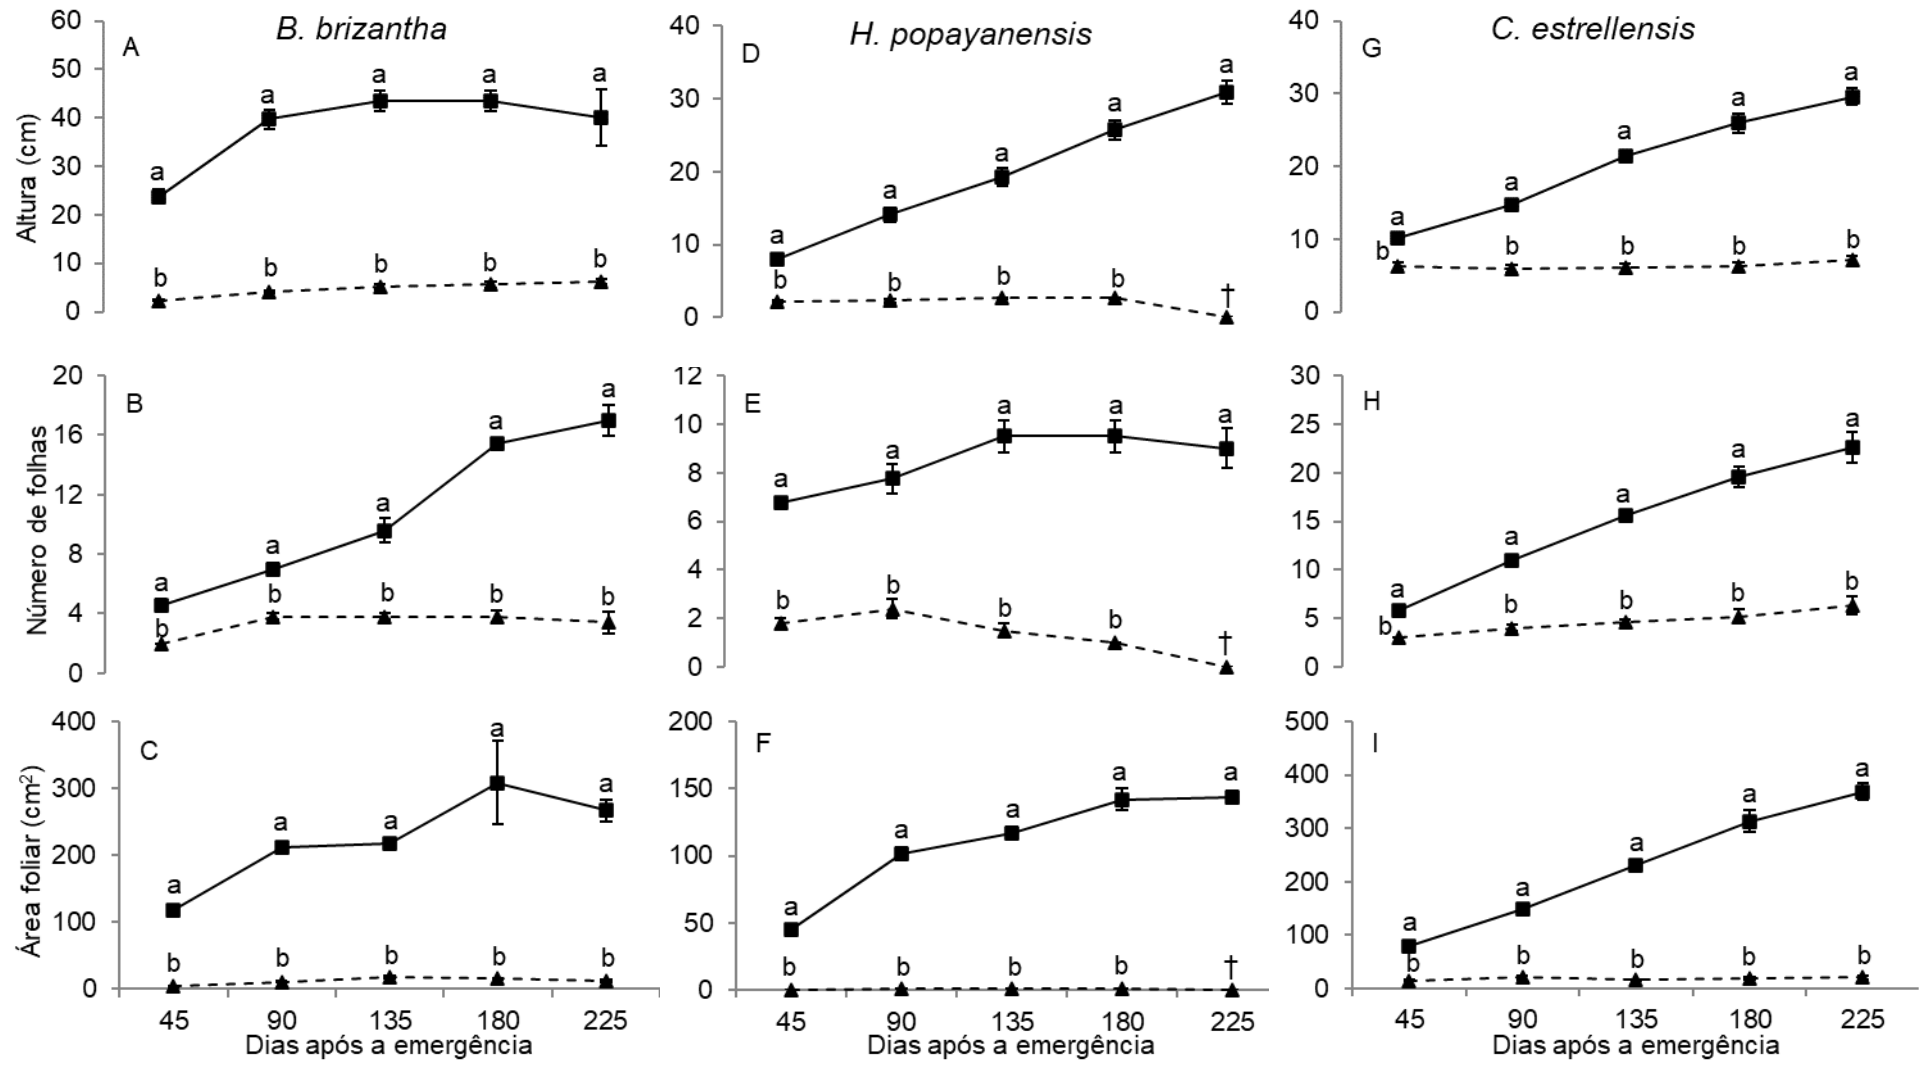 B. brizantha
H. popayanensis
C. estrellensis
Altura (cm)
60
50
40
30
20
10
0
A
a a a a a
b b b b b
40
30
20
10
0
D
a a a a a
b b b b †
40
30
20
10
0
G
a a a a a
b b b b b
Número de folhas
20
16
12
8
4
0
B
a a a a a
b b b b b
12
10
8
6
4
2
0
E
a a a a a
b b b b †
30
25
20
15
10
5
0
H
a a a a a
b b b b b
Área foliar (cm²)
400
300
200
100
0
C
a a a a a
b b b b b
45 90 135 180 225
Dias após a emergência
200
150
100
50
0
F
a a a a a
b b b b †
45 90 135 180 225
Dias após a emergência
500
400
300
200
100
0
I
a a a a a
b b b b b
45 90 135 180 225
Dias após a emergência